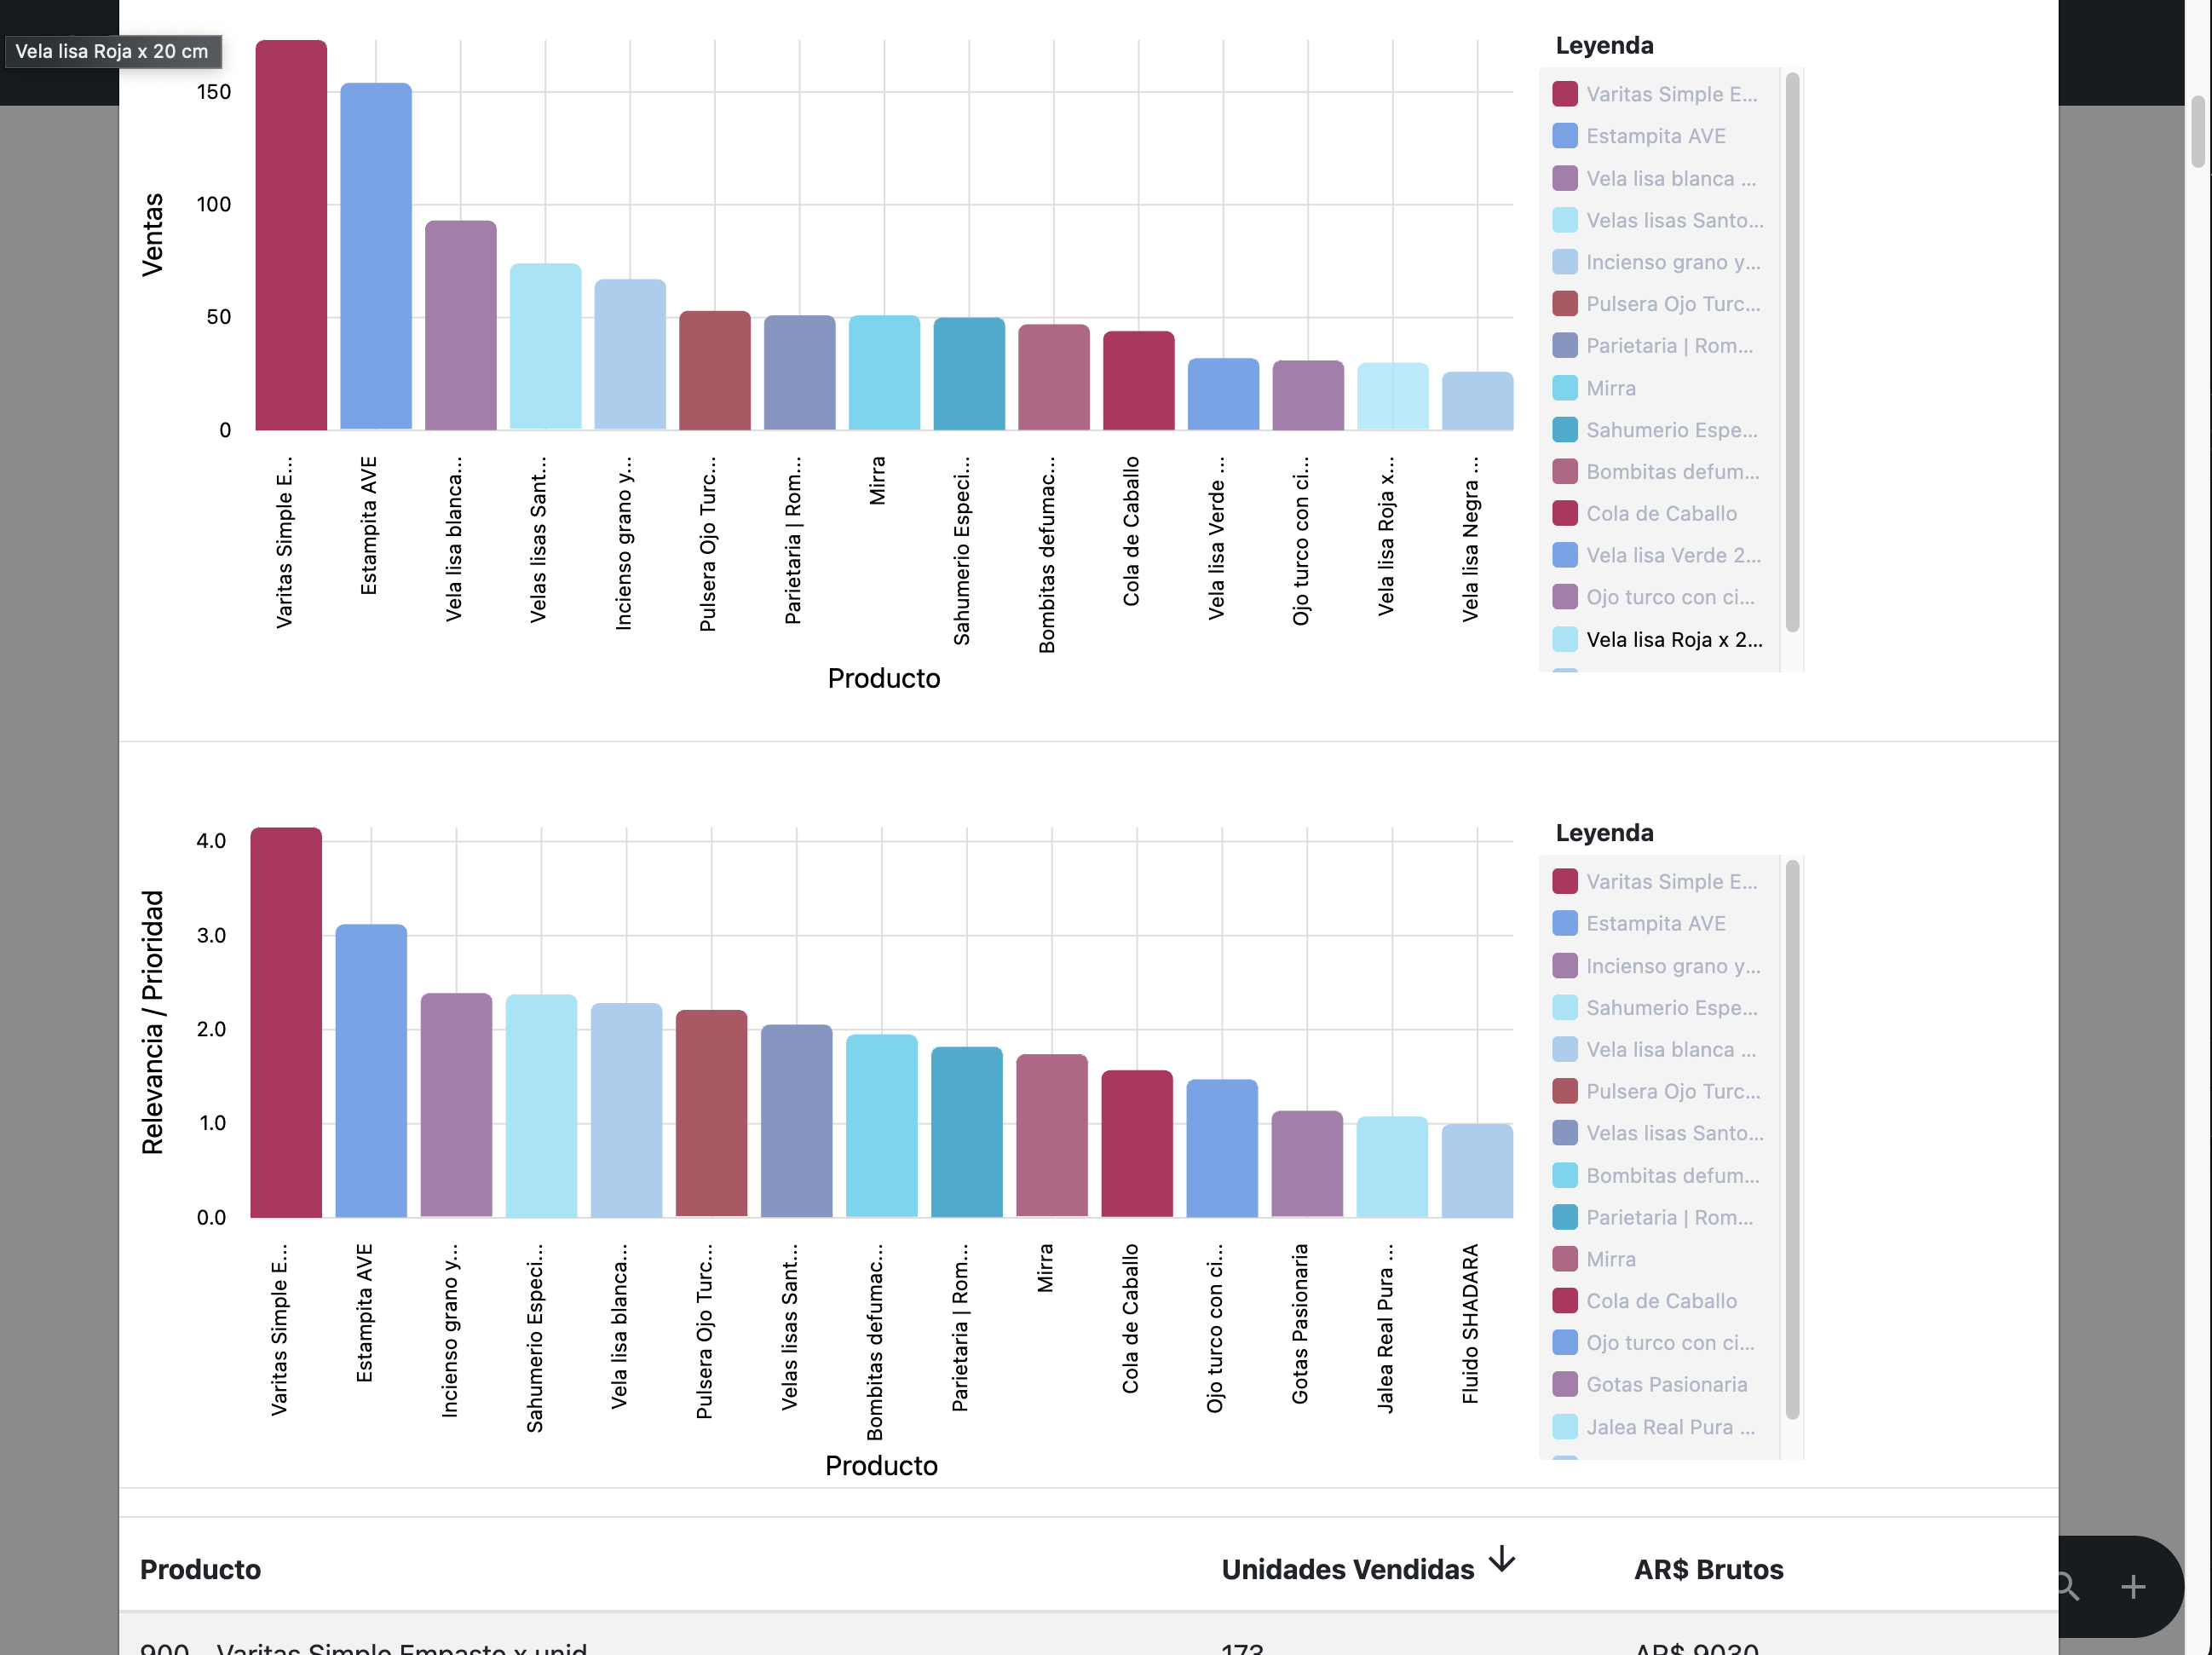 Vela lisa Roja x 20 cm
Ventas
150
100
50
0
Varitas Simple E...
Estampita AVE
Vela lisa blanca...
Velas lisas Sant...
Incienso grano y...
Pulsera Ojo Turc...
Parietaria | Rom...
Mirra
Sahumerio Especi...
Bombitas defumac...
Cola de Caballo
Vela lisa Verde ...
Ojo turco con ci...
Vela lisa Roja x...
Vela lisa Negra ...
Producto
Leyenda
Varitas Simple E...
Estampita AVE
Vela lisa blanca ...
Velas lisas Santo...
Incienso grano y...
Pulsera Ojo Turc...
Parietaria | Rom...
Mirra
Sahumerio Espe...
Bombitas defum...
Cola de Caballo
Vela lisa Verde 2...
Ojo turco con ci...
Vela lisa Roja x 2...
Relevancia / Prioridad
4.0
3.0
2.0
1.0
0.0
Varitas Simple E...
Estampita AVE
Incienso grano y...
Sahumerio Especi...
Vela lisa blanca...
Pulsera Ojo Turc...
Velas lisas Sant...
Bombitas defumac...
Parietaria | Rom...
Mirra
Cola de Caballo
Ojo turco con ci...
Gotas Pasionaria
Jalea Real Pura ...
Fluido SHADARA
Producto
Leyenda
Varitas Simple E...
Estampita AVE
Incienso grano y...
Sahumerio Espe...
Vela lisa blanca ...
Pulsera Ojo Turc...
Velas lisas Santo...
Bombitas defum...
Parietaria | Rom...
Mirra
Cola de Caballo
Ojo turco con ci...
Gotas Pasionaria
Jalea Real Pura ...
Producto Unidades Vendidas AR$ Brutos
900 Varitas Simple Empaste x unid 173 AR$ 9030